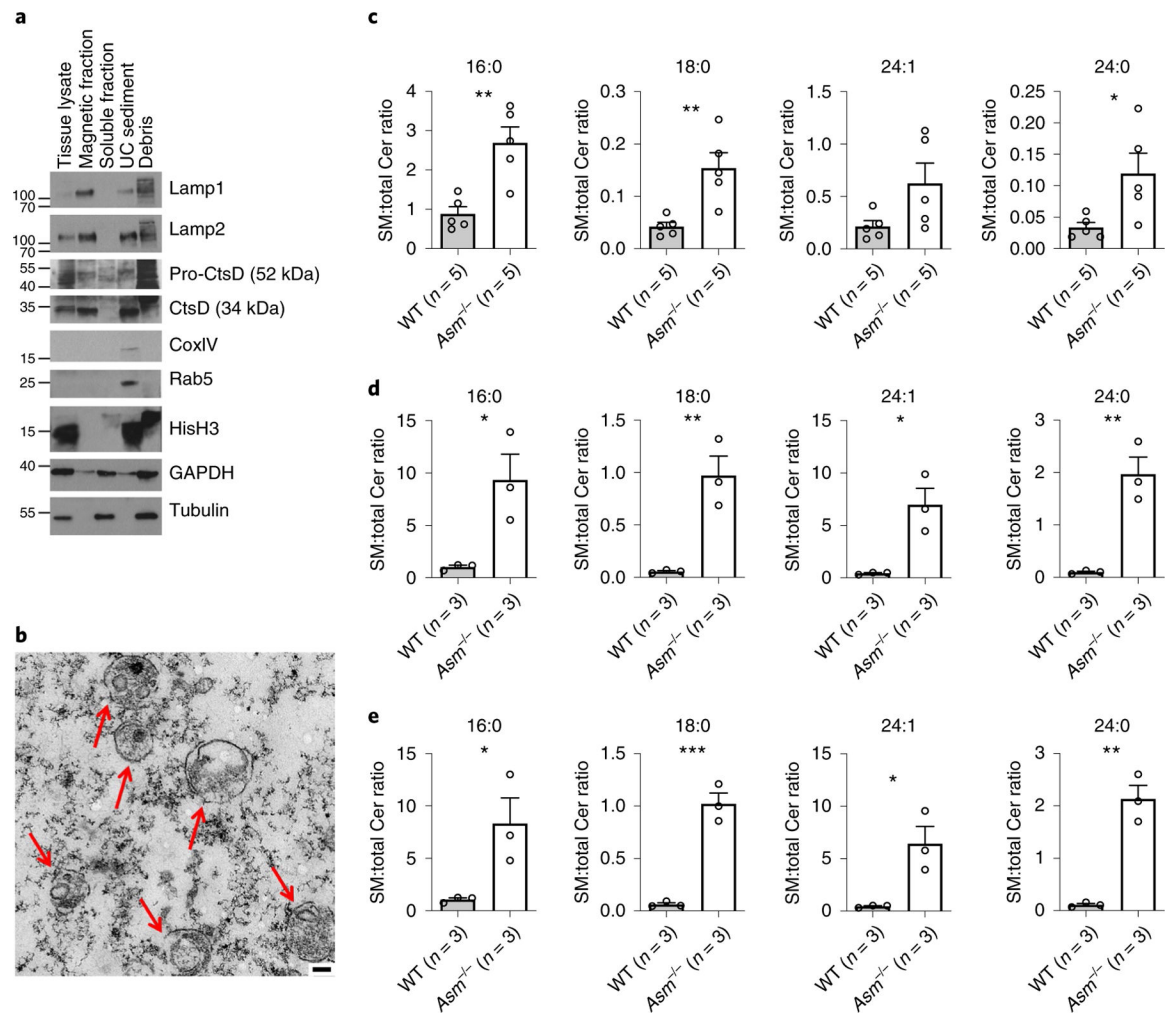 a
Tissue lysate
Magnetic fraction
Soluble fraction
UC sediment
Debris
100
70
Lamp1
100
70
Lamp2
55
40
Pro-CtsD (52 kDa)
35
CtsD (34 kDa)
15
CoxIV
25
Rab5
15
HisH3
40
GAPDH
55
Tubulin
b
c
16:0
**
SM:total Cer ratio
4
3
2
1
0
WT (n = 5)
Asm–/– (n = 5)
18:0
**
SM:total Cer ratio
0.3
0.2
0.1
0.0
WT (n = 5)
Asm–/– (n = 5)
24:1
SM:total Cer ratio
1.5
1.0
0.5
0.0
WT (n = 5)
Asm–/– (n = 5)
24:0
*
SM:total Cer ratio
0.25
0.20
0.15
0.10
0.05
0.00
WT (n = 5)
Asm–/– (n = 5)
d
16:0
*
SM:total Cer ratio
15
10
5
0
WT (n = 3)
Asm–/– (n = 3)
18:0
**
SM:total Cer ratio
1.5
1.0
0.5
0.0
WT (n = 3)
Asm–/– (n = 3)
24:1
*
SM:total Cer ratio
15
10
5
0
WT (n = 3)
Asm–/– (n = 3)
24:0
**
SM:total Cer ratio
3
2
1
0
WT (n = 3)
Asm–/– (n = 3)
e
16:0
*
SM:total Cer ratio
15
10
5
0
WT (n = 3)
Asm–/– (n = 3)
18:0
***
SM:total Cer ratio
1.5
1.0
0.5
0.0
WT (n = 3)
Asm–/– (n = 3)
24:1
*
SM:total Cer ratio
15
10
5
0
WT (n = 3)
Asm–/– (n = 3)
24:0
**
SM:total Cer ratio
3
2
1
0
WT (n = 3)
Asm–/– (n = 3)